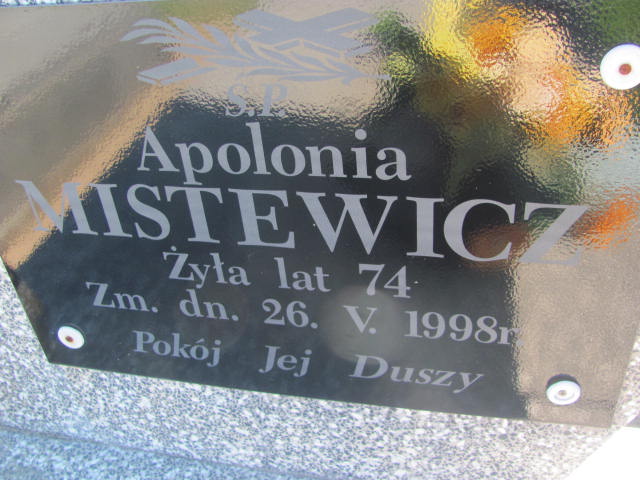 Ś.P.
Apolonia
MISTEWICZ
Żyła lat 74
Zm. dn. 26. V. 1998r
Pokój Jej Duszy